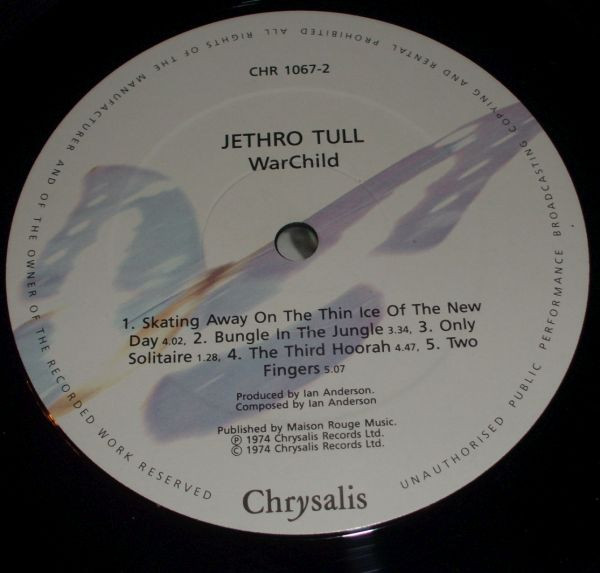 ALL RIGHTS OF THE MANUFACTURER AND OF THE OWNER OF THE RECORDED WORK RESERVED
UNAUTHORISED PUBLIC PERFORMANCE BROADCASTING COPYING AND RENTAL PROHIBITED
CHR 1067-2
JETHRO TULL
WarChild
1. Skating Away On The Thin Ice Of The New
Day 4.02, 2. Bungle In The Jungle 3.34, 3. Only
Solitaire 1.28, 4. The Third Hoorah 4.47, 5. Two
Fingers 5.07
Produced by Ian Anderson.
Composed by Ian Anderson
Published by Maison Rouge Music.
℗ 1974 Chrysalis Records Ltd.
© 1974 Chrysalis Records Ltd.
Chrysalis